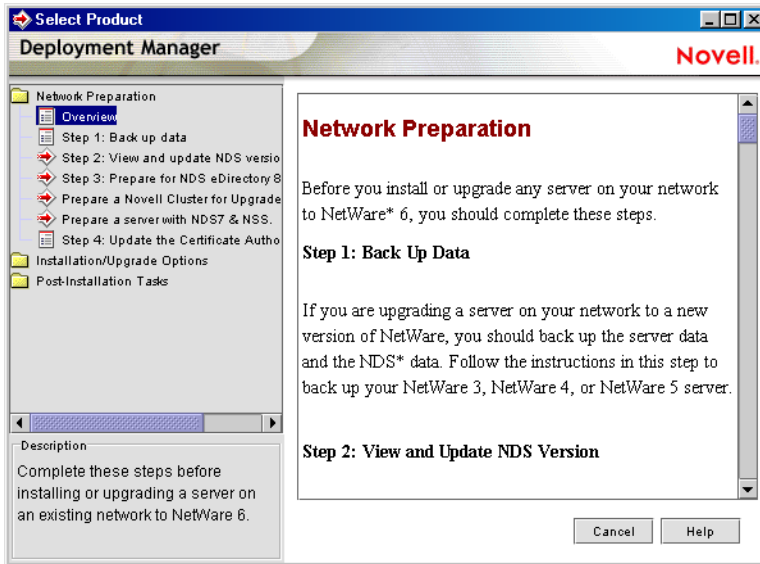 Select Product
Deployment Manager
Novell.
Network Preparation
Overview
Step 1: Back up data
Step 2: View and update NDS versio
Step 3: Prepare for NDS eDirectory 8
Prepare a Novell Cluster for Upgrade
Prepare a server with NDS7 & NSS.
Step 4: Update the Certificate Autho
Installation/Upgrade Options
Post-Installation Tasks
Description
Complete these steps before
installing or upgrading a server on
an existing network to NetWare 6.
Network Preparation
Before you install or upgrade any server on your network
to NetWare* 6, you should complete these steps.
Step 1: Back Up Data
If you are upgrading a server on your network to a new
version of NetWare, you should back up the server data
and the NDS* data. Follow the instructions in this step to
back up your NetWare 3, NetWare 4, or NetWare 5 server.
Step 2: View and Update NDS Version
Cancel
Help